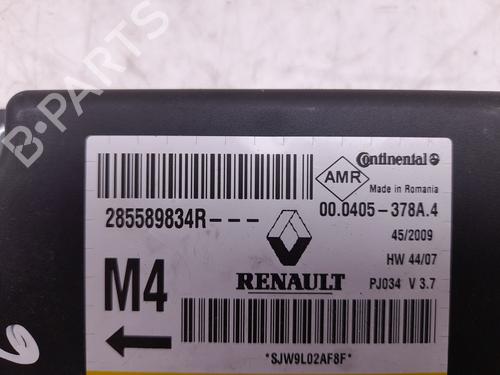 B-PARTS
Continental
AMR
Made in Romania
285589834R---
00.0405-378A.4
45/2009
HW 44/07
M4
RENAULT
PJ034 V 3.7
*SJW9L02AF8F*